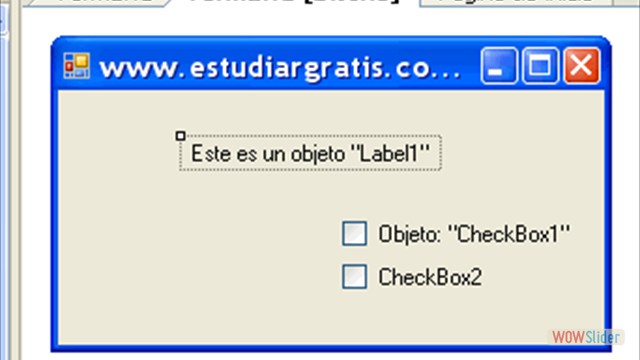 www.estudiargratis.co...
Este es un objeto "Label1"
Objeto: "CheckBox1"
CheckBox2
WOWSlider